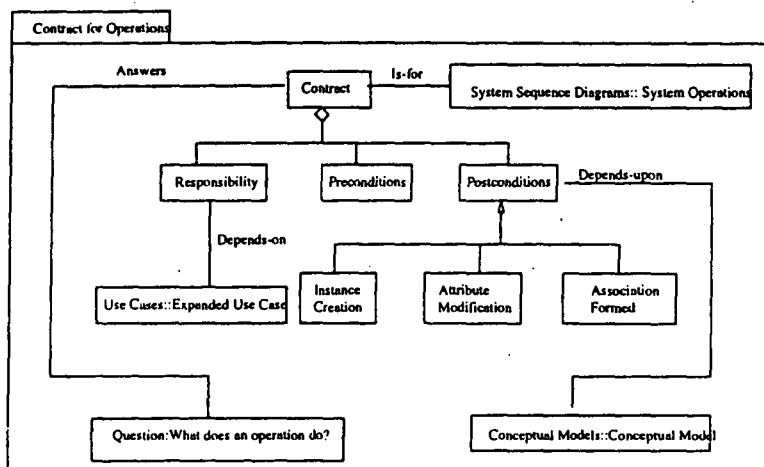 Contract for Operations
Answers
Contract
Is-for
System Sequence Diagrams:: System Operations
Responsibility
Preconditions
Postconditions
Depends-upon
Depends-on
Use Cases::Expanded Use Case
Instance
Creation
Attribute
Modification
Association
Formed
Question:What does an operation do?
Conceptual Models::Conceptual Model